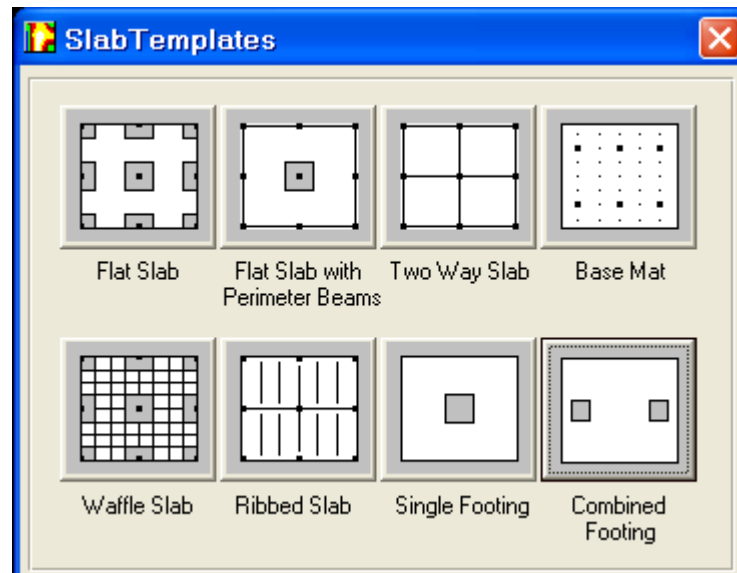 SlabTemplates
Flat Slab
Flat Slab with
Perimeter Beams
Two Way Slab
Base Mat
Waffle Slab
Ribbed Slab
Single Footing
Combined
Footing